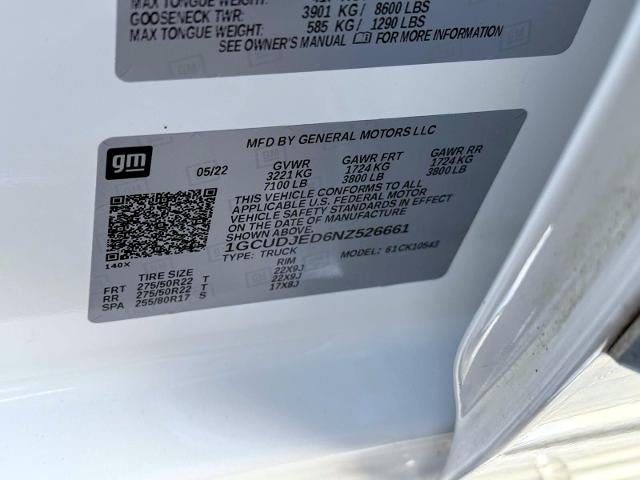 MAX TONGUE WEIGHT:
GOOSENECK TWR: 3901 KG / 8600 LBS
MAX TONGUE WEIGHT: 585 KG / 1290 LBS
SEE OWNER'S MANUAL FOR MORE INFORMATION
MFD BY GENERAL MOTORS LLC
gm
05/22 GVWR GAWR FRT GAWR RR
3221 KG 1724 KG 1724 KG
7100 LB 3800 LB 3800 LB
THIS VEHICLE CONFORMS TO ALL
APPLICABLE U.S. FEDERAL MOTOR
VEHICLE SAFETY STANDARDS IN EFFECT
ON THE DATE OF MANUFACTURE SHOWN ABOVE.
1GCUDJED6NZ526661
140X TYPE: TRUCK MODEL: 61CK10543
TIRE SIZE RIM
FRT 275/50R22 T 22X9J
RR 275/50R22 T 22X9J
SPA 255/80R17 S 17X8J